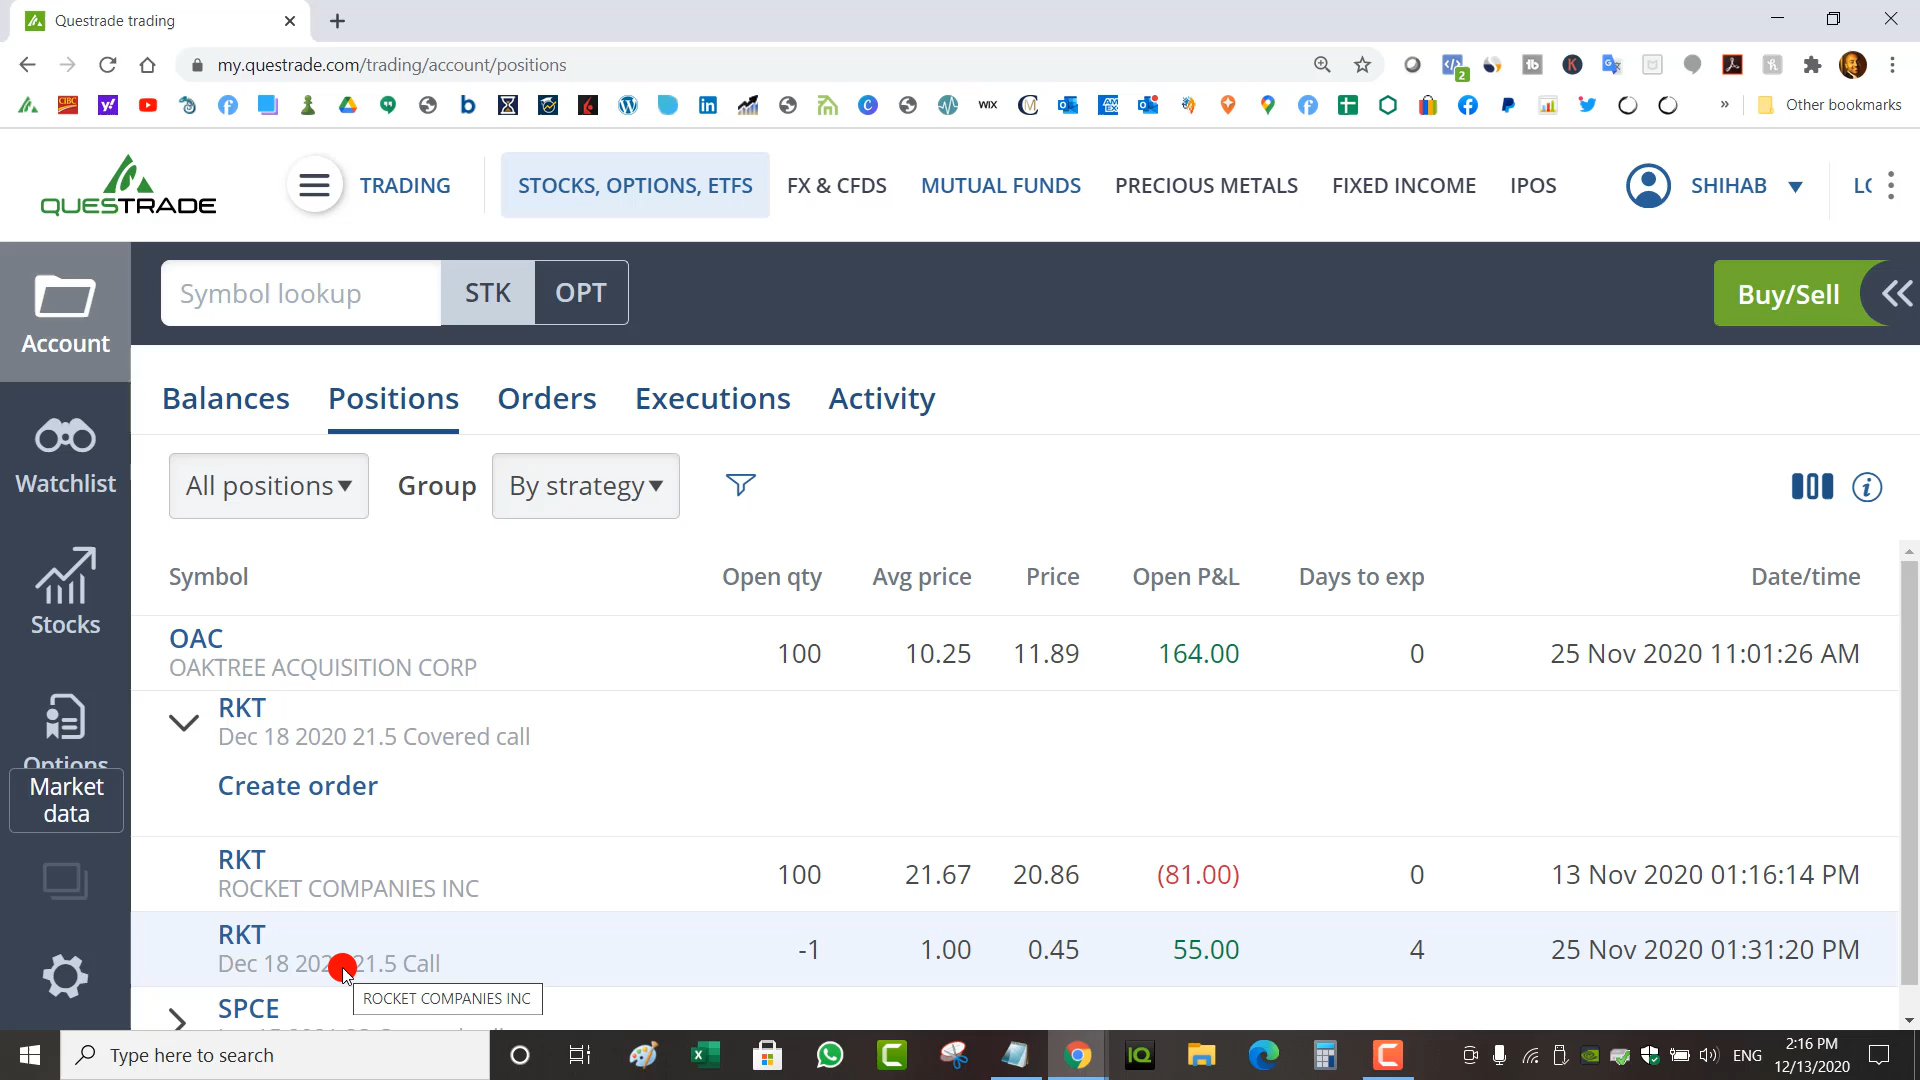 Questrade trading
my.questrade.com/trading/account/positions
Other bookmarks
QUESTRADE
TRADING
STOCKS, OPTIONS, ETFS
FX & CFDS
MUTUAL FUNDS
PRECIOUS METALS
FIXED INCOME
IPOS
SHIHAB
Symbol lookup
STK
OPT
Buy/Sell
Account
Watchlist
Stocks
Options
Market
data
Balances
Positions
Orders
Executions
Activity
All positions
Group
By strategy
Symbol Open qty Avg price Price Open P&L Days to exp Date/time
OAC
OAKTREE ACQUISITION CORP
100 10.25 11.89 164.00 0 25 Nov 2020 11:01:26 AM
RKT
Dec 18 2020 21.5 Covered call
Create order
RKT
ROCKET COMPANIES INC
100 21.67 20.86 (81.00) 0 13 Nov 2020 01:16:14 PM
RKT
Dec 18 21.5 Call
-1 1.00 0.45 55.00 4 25 Nov 2020 01:31:20 PM
ROCKET COMPANIES INC
SPCE
Type here to search
ENG
2:16 PM
12/13/2020